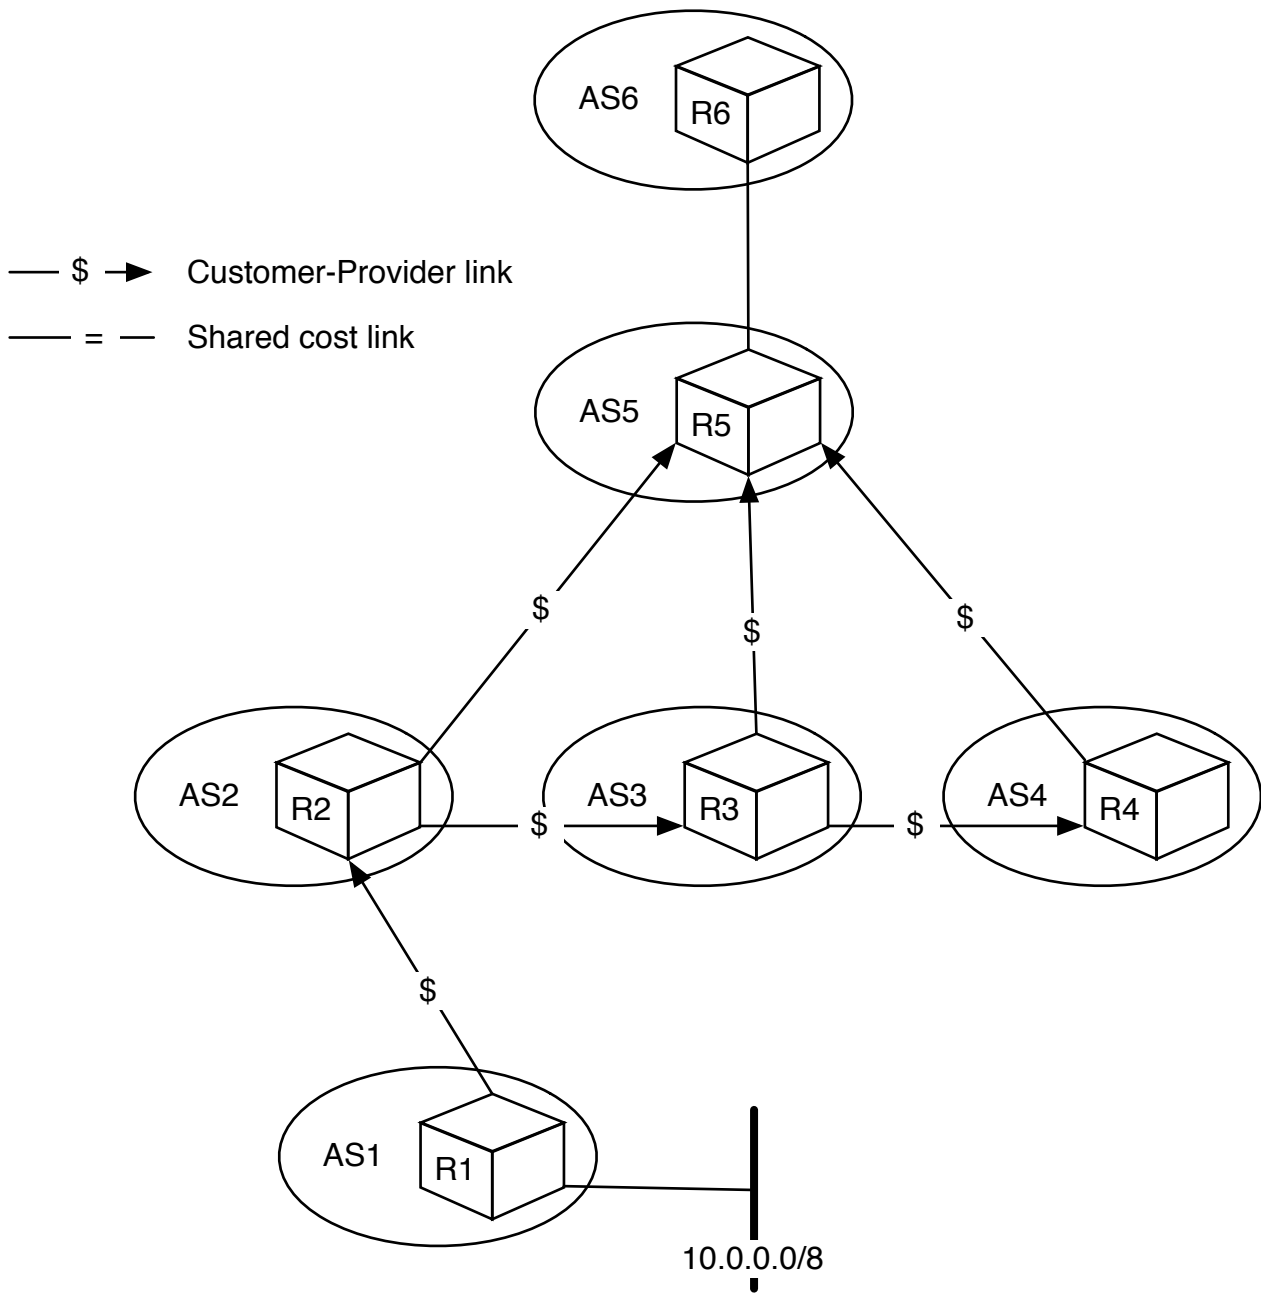 AS6
R6
$ Customer-Provider link
= Shared cost link
AS5
R5
$
$
$
AS2
R2
$
AS3
R3
$
AS4
R4
$
AS1
R1
10.0.0.0/8